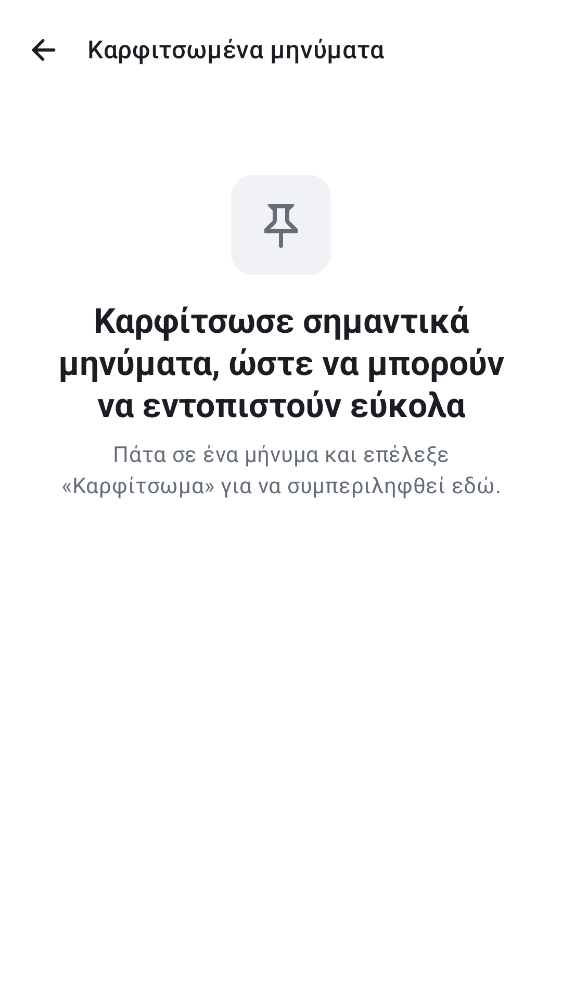 Καρφιτσωμένα μηνύματα
Καρφίτσωσε σημαντικά
μηνύματα, ώστε να μπορούν
να εντοπιστούν εύκολα
Πάτα σε ένα μήνυμα και επέλεξε
«Καρφίτσωμα» για να συμπεριληφθεί εδώ.